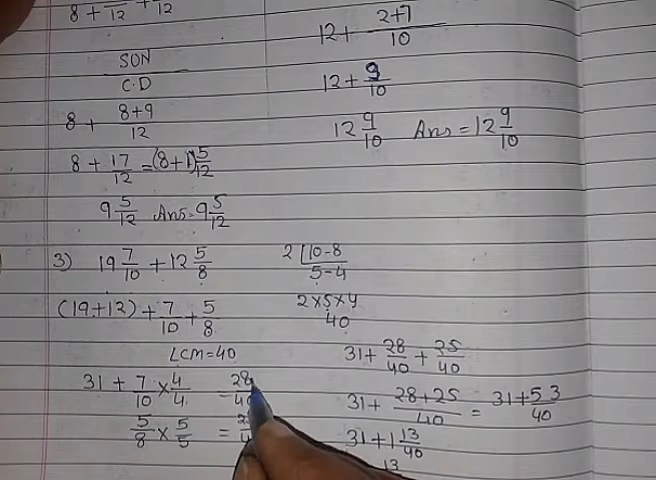 8 + /12 + /12
SON
C.D
8 + 8+9/12
8 + 17/12 = (8+1) 5/12
9 5/12 Ans. 9 5/12
12 + 2+7/10
12 + 9/10
12 9/10 Ans = 12 9/10
3) 19 7/10 + 12 5/8
(19+12) + 7/10 + 5/8
LCM = 40
31 + 7/10 × 4/4 = 28/40
5/8 × 5/5 =
2 10-8
5-4
2×5×4
40
31 + 28/40 + 25/40
31 + 28+25/40 = 31 + 53/40
31 + 1 13/40
13